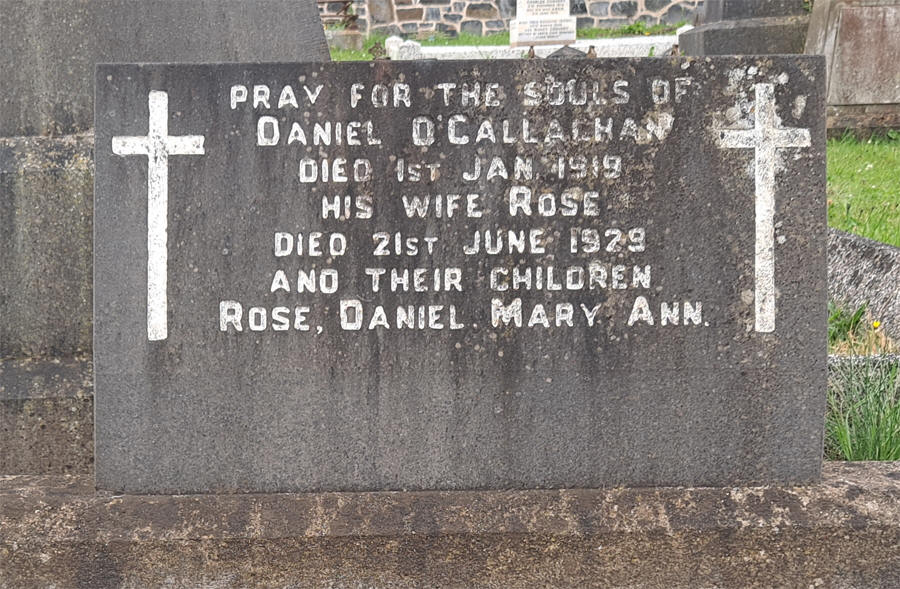 PRAY FOR THE SOULS OF
DANIEL O'CALLAGHAN
DIED 1ST JAN. 1919
HIS WIFE ROSE
DIED 21ST JUNE 1929
AND THEIR CHILDREN
ROSE, DANIEL, MARY ANN.